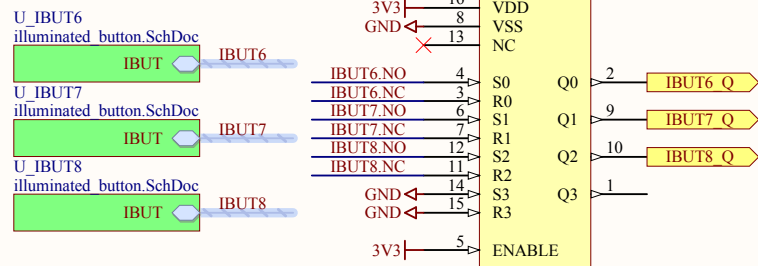 U_IBUT6
illuminated_button.SchDoc
IBUT
IBUT6
U_IBUT7
illuminated_button.SchDoc
IBUT
IBUT7
U_IBUT8
illuminated_button.SchDoc
IBUT
IBUT8
3V3 VDD
GND 8 VSS
13 NC
IBUT6.NO 4 S0 Q0 2 IBUT6_Q
IBUT6.NC 3 R0
IBUT7.NO 6 S1 Q1 9 IBUT7_Q
IBUT7.NC 7 R1
IBUT8.NO 12 S2 Q2 10 IBUT8_Q
IBUT8.NC 11 R2
GND 14 S3 Q3 1
GND 15 R3
3V3 5 ENABLE